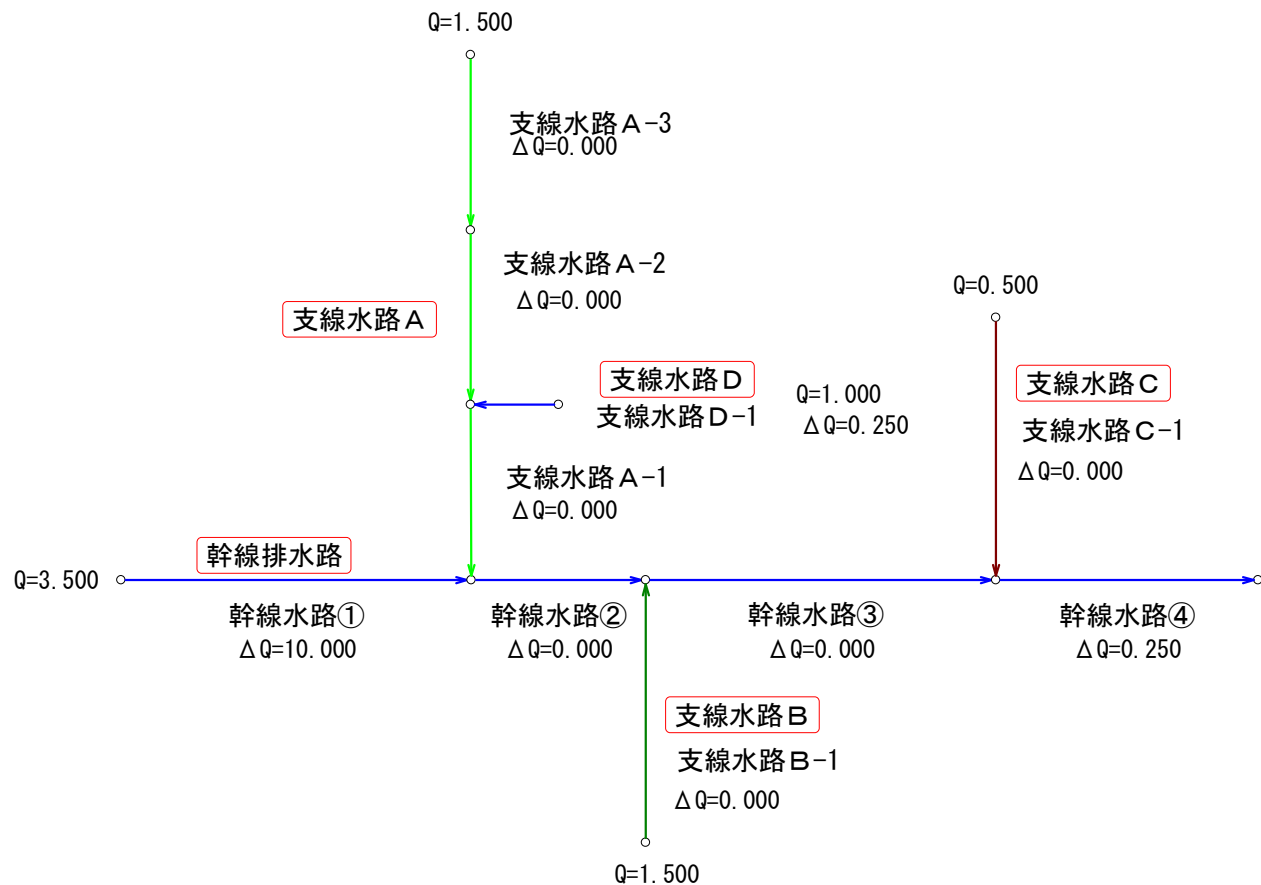 Q=1.500
支線水路A-3
ΔQ=0.000
支線水路A-2
ΔQ=0.000
支線水路A
Q=0.500
支線水路D
支線水路D-1
Q=1.000
ΔQ=0.250
支線水路C
支線水路C-1
ΔQ=0.000
支線水路A-1
ΔQ=0.000
幹線排水路
Q=3.500
幹線水路①
ΔQ=10.000
幹線水路②
ΔQ=0.000
幹線水路③
ΔQ=0.000
幹線水路④
ΔQ=0.250
支線水路B
支線水路B-1
ΔQ=0.000
Q=1.500